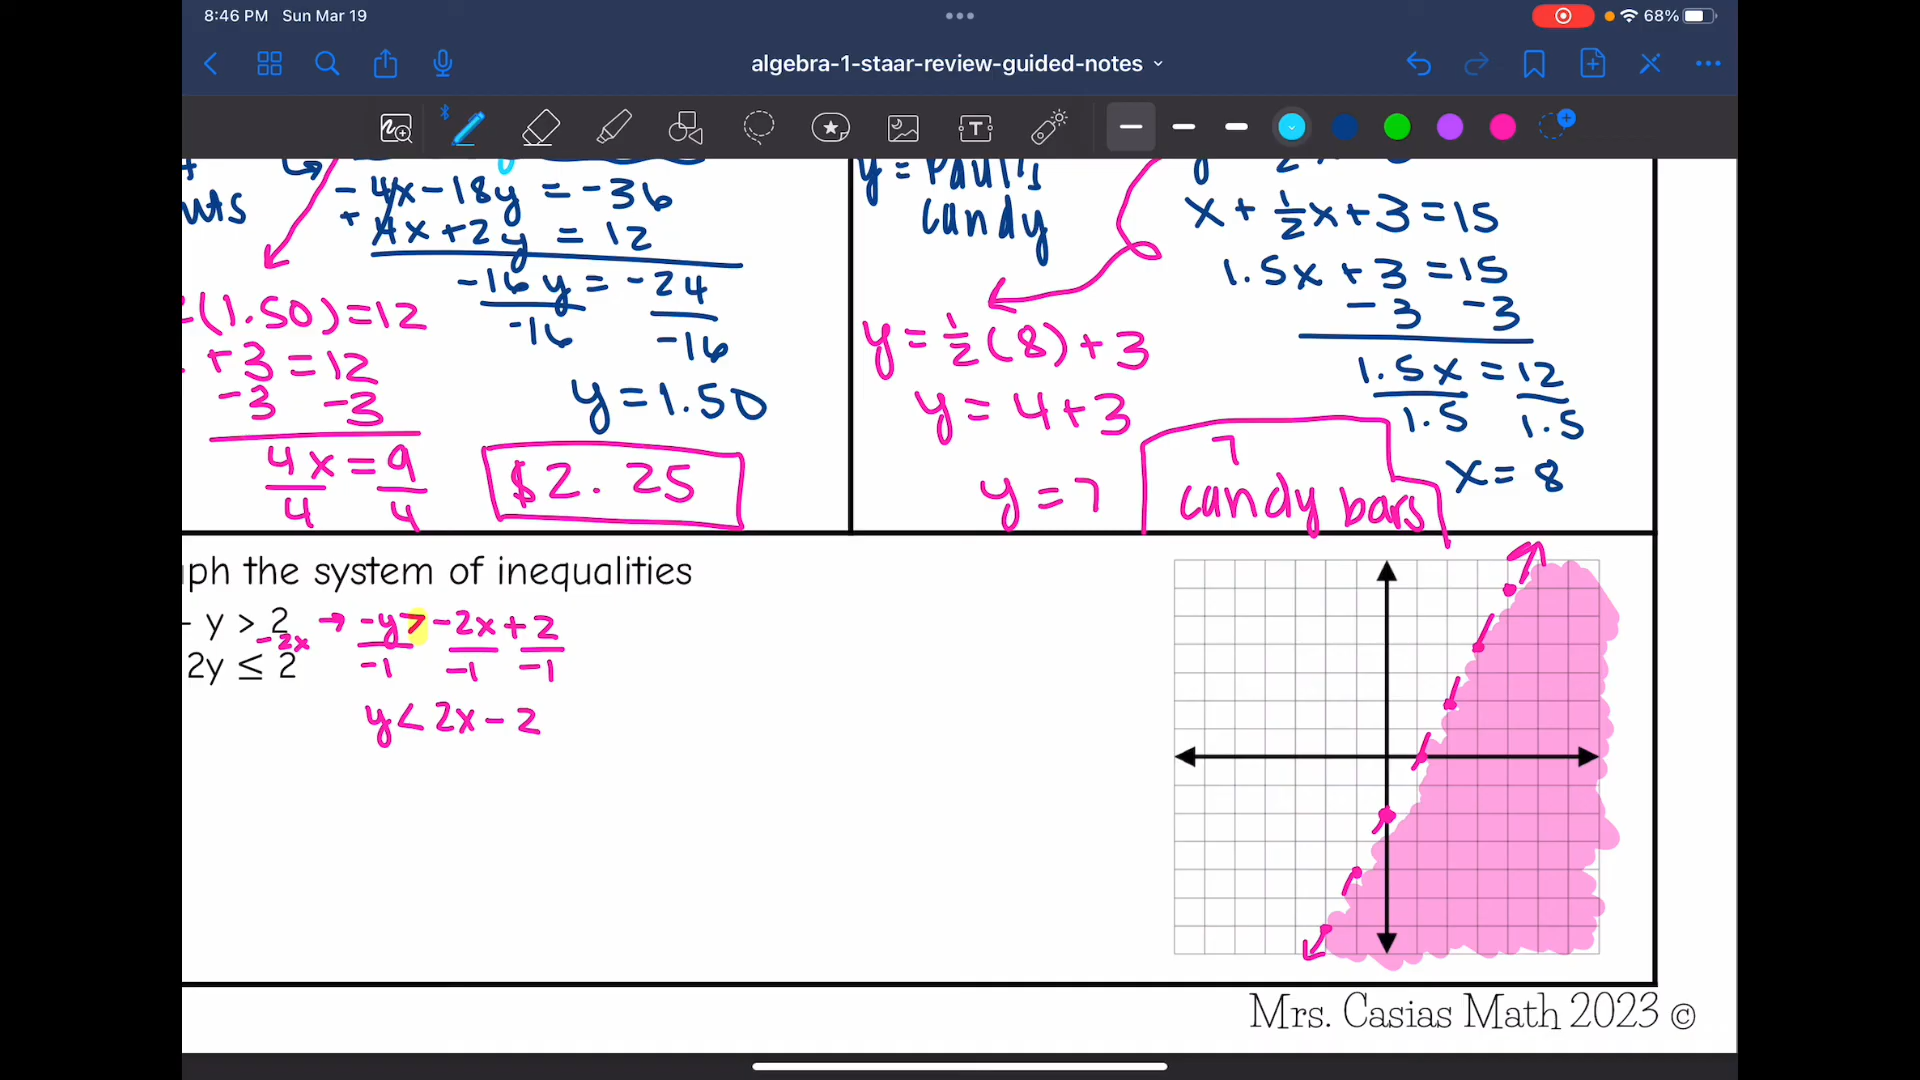 8:46 PM Sun Mar 19
68%
algebra-1-staar-review-guided-notes
T
uts
- 4x - 18y = -36
+ 4x + 2y = 12
-16y = -24
-16 -16
y = 1.50
(1.50) = 12
+ 3 = 12
-3 -3
4x = 9
4 4
$2.25
y = Paul's
candy
x + 1/2x + 3 = 15
1.5x + 3 = 15
- 3 -3
1.5x = 12
1.5 1.5
x = 8
y = 1/2(8) + 3
y = 4 + 3
y = 7
7
candy bars
ph the system of inequalities
- y > 2 → -y > -2x + 2
-2x
2y ≤ 2
-1 -1 -1
y < 2x - 2
Mrs. Casias Math 2023 ©